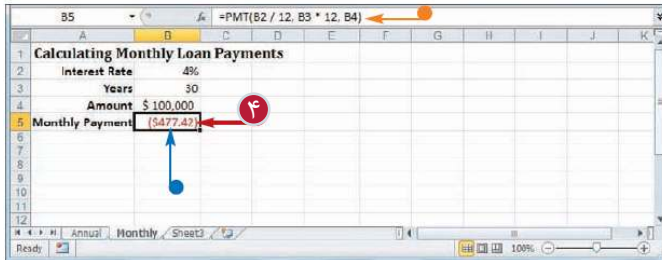 B5 fx =PMT(B2 / 12, B3 * 12, B4)
A B C D E F G H I J K
1 Calculating Monthly Loan Payments
2 Interest Rate 4%
3 Years 30
4 Amount $ 100,000
5 Monthly Payment ($477.42) ۴
6
7
8
9
10
11
12
Annual Monthly Sheet3
Ready 100%